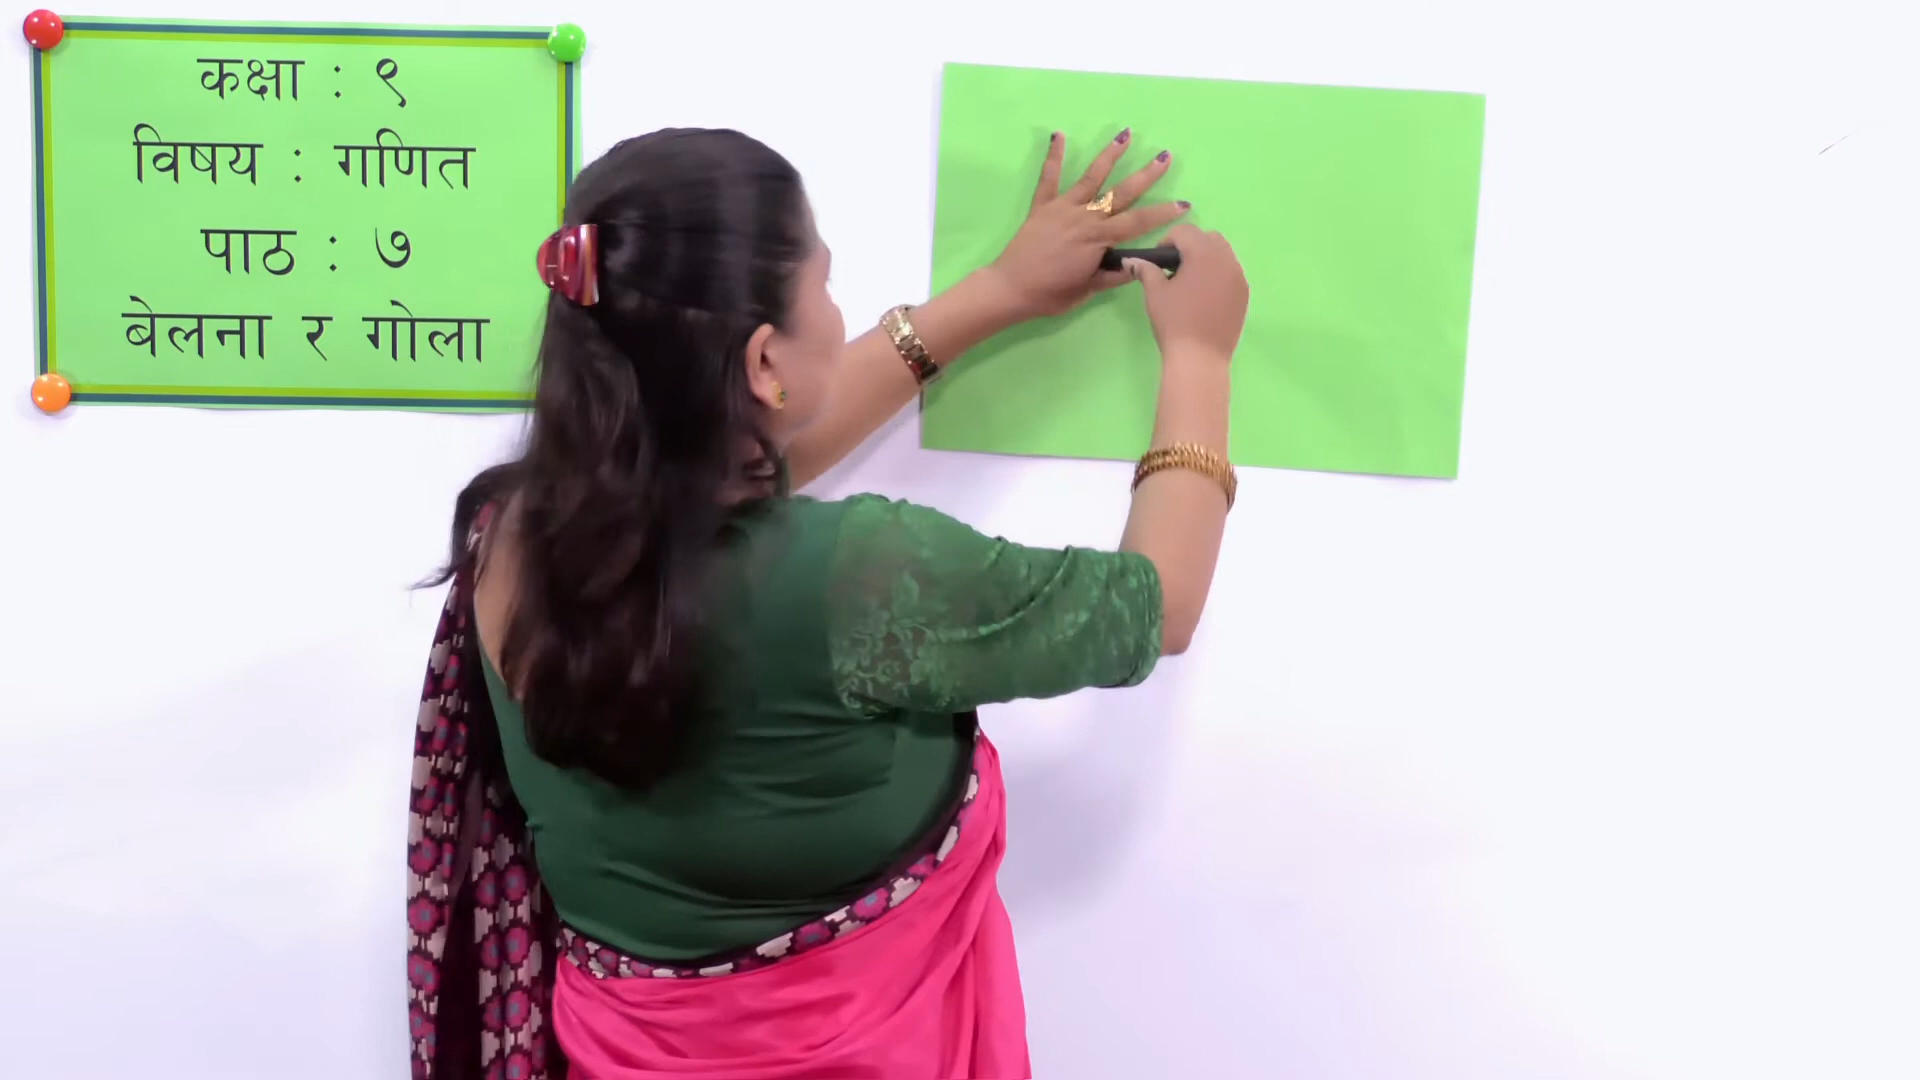 कक्षा : ९
विषय : गणित
पाठ : ७
बेलना र गोला